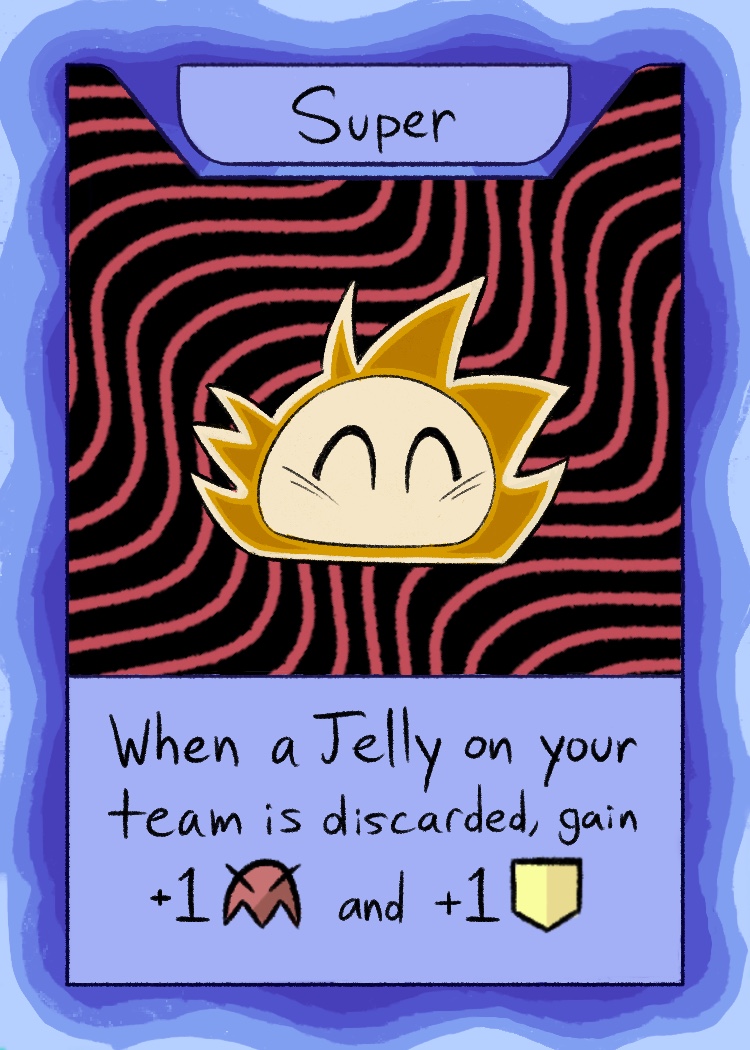 Super
When a Jelly on your
team is discarded, gain
+1 and +1